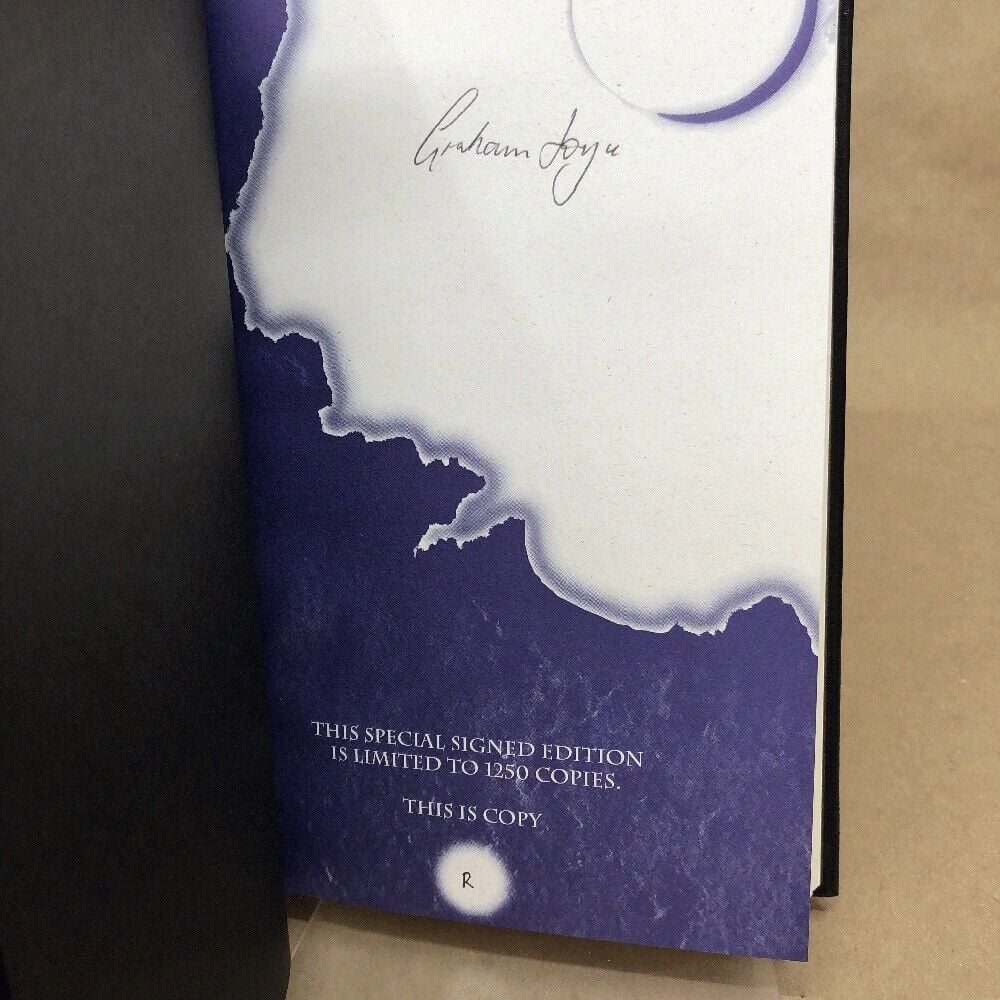 Graham Joyce
THIS SPECIAL SIGNED EDITION
IS LIMITED TO 1250 COPIES.
THIS IS COPY
R